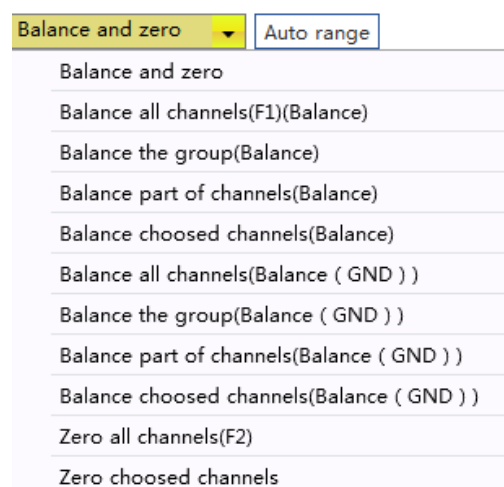 Balance and zero Auto range
Balance and zero
Balance all channels(F1)(Balance)
Balance the group(Balance)
Balance part of channels(Balance)
Balance choosed channels(Balance)
Balance all channels(Balance ( GND ) )
Balance the group(Balance ( GND ) )
Balance part of channels(Balance ( GND ) )
Balance choosed channels(Balance ( GND ) )
Zero all channels(F2)
Zero choosed channels